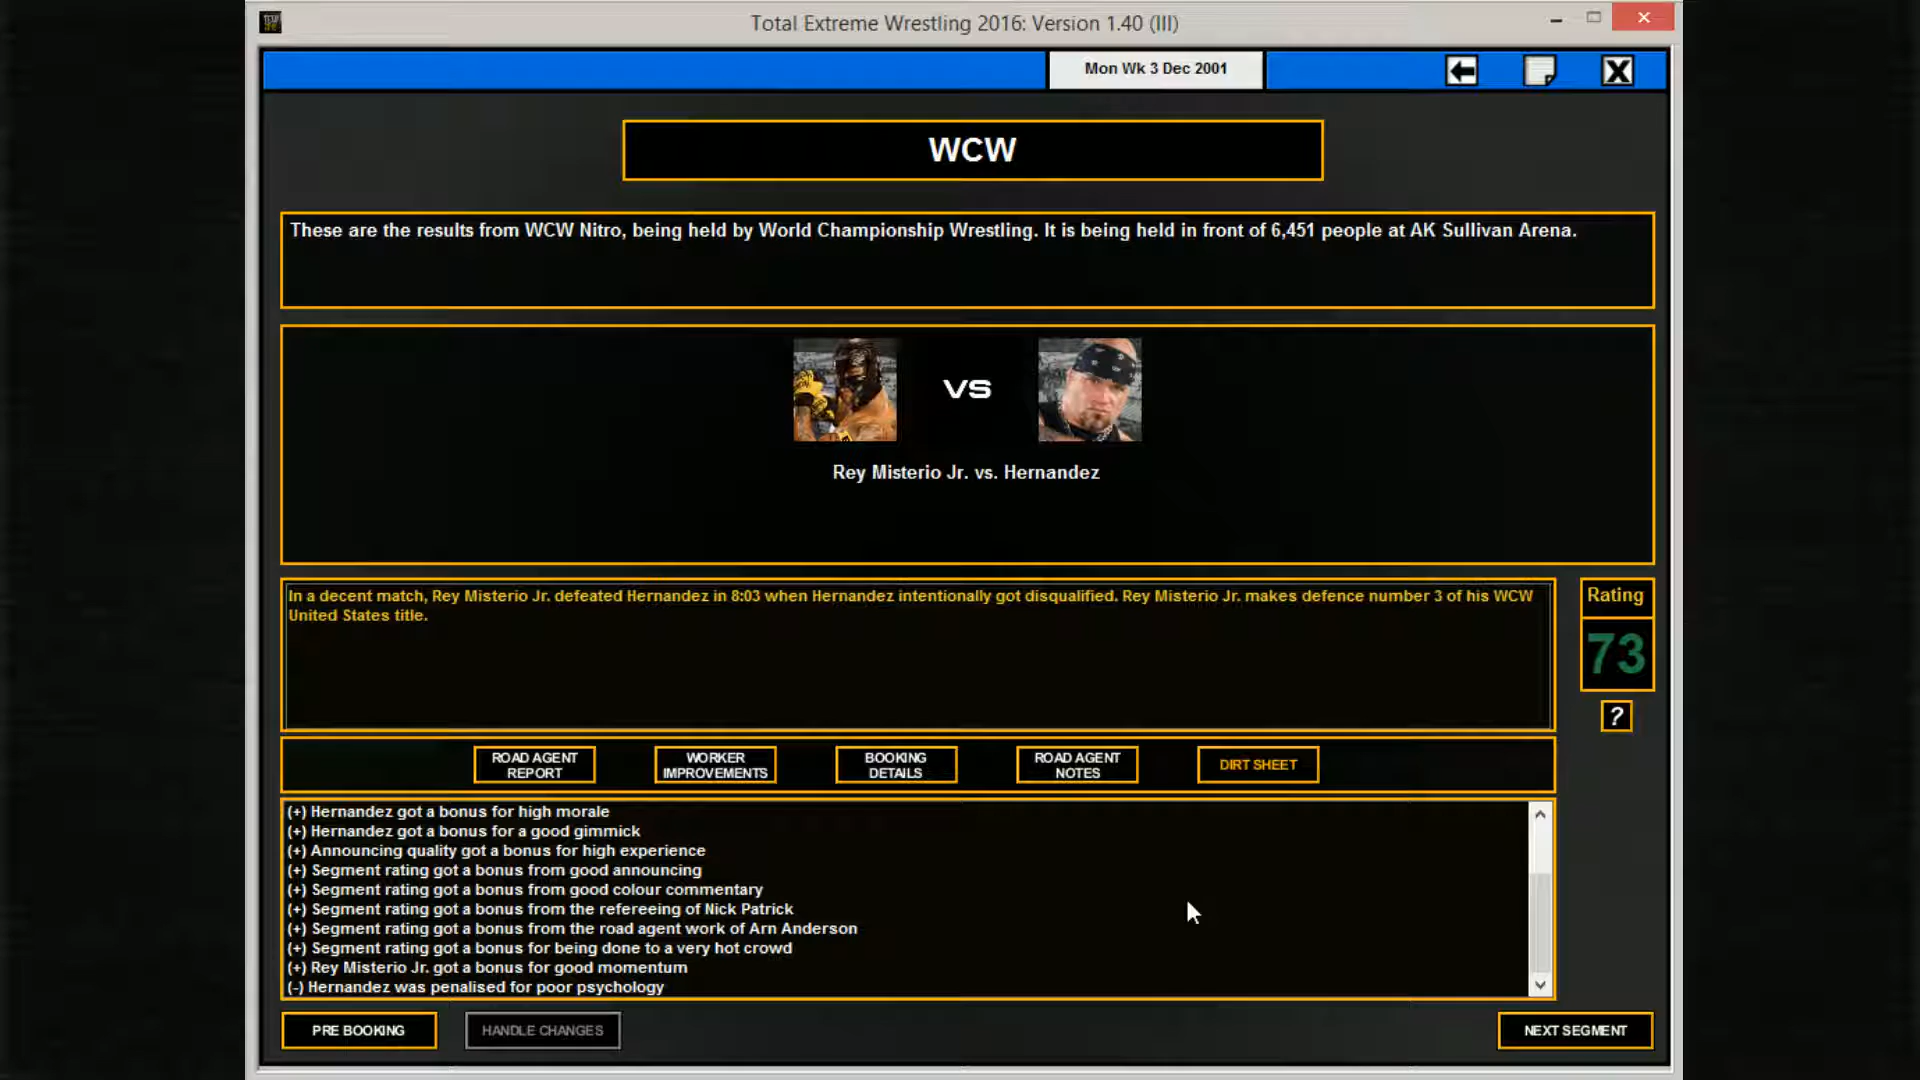 Total Extreme Wrestling 2016: Version 1.40 (III)
Mon Wk 3 Dec 2001
WCW
These are the results from WCW Nitro, being held by World Championship Wrestling. It is being held in front of 6,451 people at AK Sullivan Arena.
VS
Rey Misterio Jr. vs. Hernandez
In a decent match, Rey Misterio Jr. defeated Hernandez in 8:03 when Hernandez intentionally got disqualified. Rey Misterio Jr. makes defence number 3 of his WCW
United States title.
Rating
73
?
ROAD AGENT
REPORT
WORKER
IMPROVEMENTS
BOOKING
DETAILS
ROAD AGENT
NOTES
DIRT SHEET
(+) Hernandez got a bonus for high morale
(+) Hernandez got a bonus for a good gimmick
(+) Announcing quality got a bonus for high experience
(+) Segment rating got a bonus from good announcing
(+) Segment rating got a bonus from good colour commentary
(+) Segment rating got a bonus from the refereeing of Nick Patrick
(+) Segment rating got a bonus from the road agent work of Arn Anderson
(+) Segment rating got a bonus for being done to a very hot crowd
(+) Rey Misterio Jr. got a bonus for good momentum
(-) Hernandez was penalised for poor psychology
PRE BOOKING
HANDLE CHANGES
NEXT SEGMENT